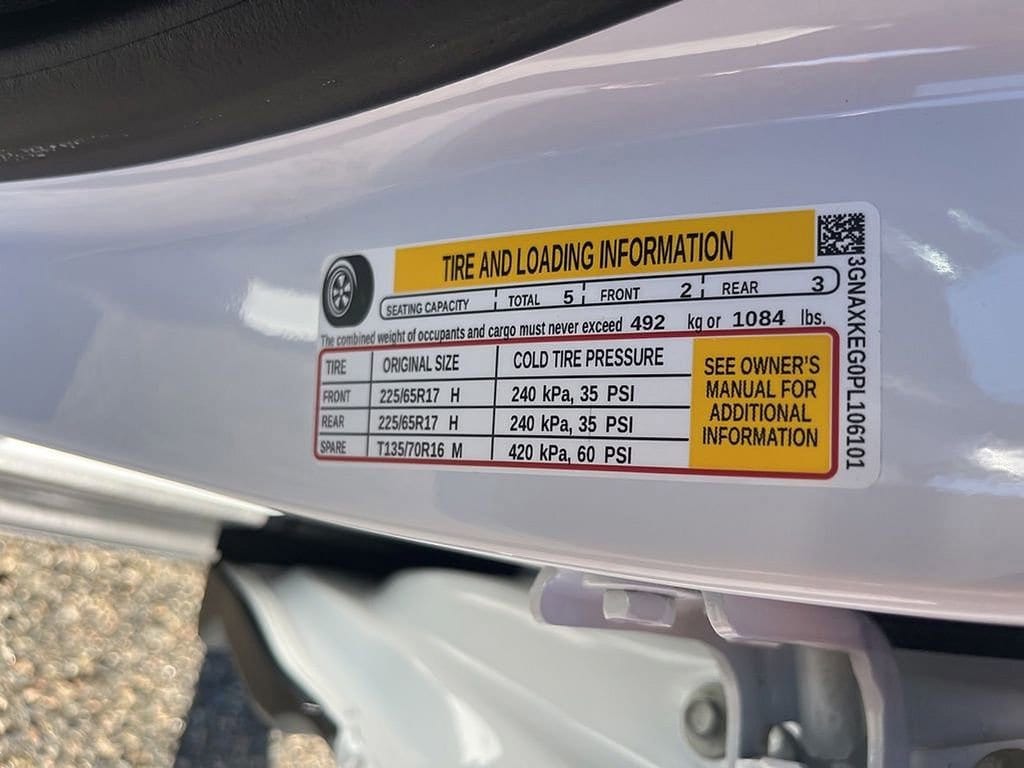 TIRE AND LOADING INFORMATION
SEATING CAPACITY TOTAL 5 FRONT 2 REAR 3
The combined weight of occupants and cargo must never exceed 492 kg or 1084 lbs.
TIRE ORIGINAL SIZE COLD TIRE PRESSURE
FRONT 225/65R17 H 240 kPa, 35 PSI
REAR 225/65R17 H 240 kPa, 35 PSI
SPARE T135/70R16 M 420 kPa, 60 PSI
SEE OWNER'S
MANUAL FOR
ADDITIONAL
INFORMATION
3GNAXKEG0PL106101